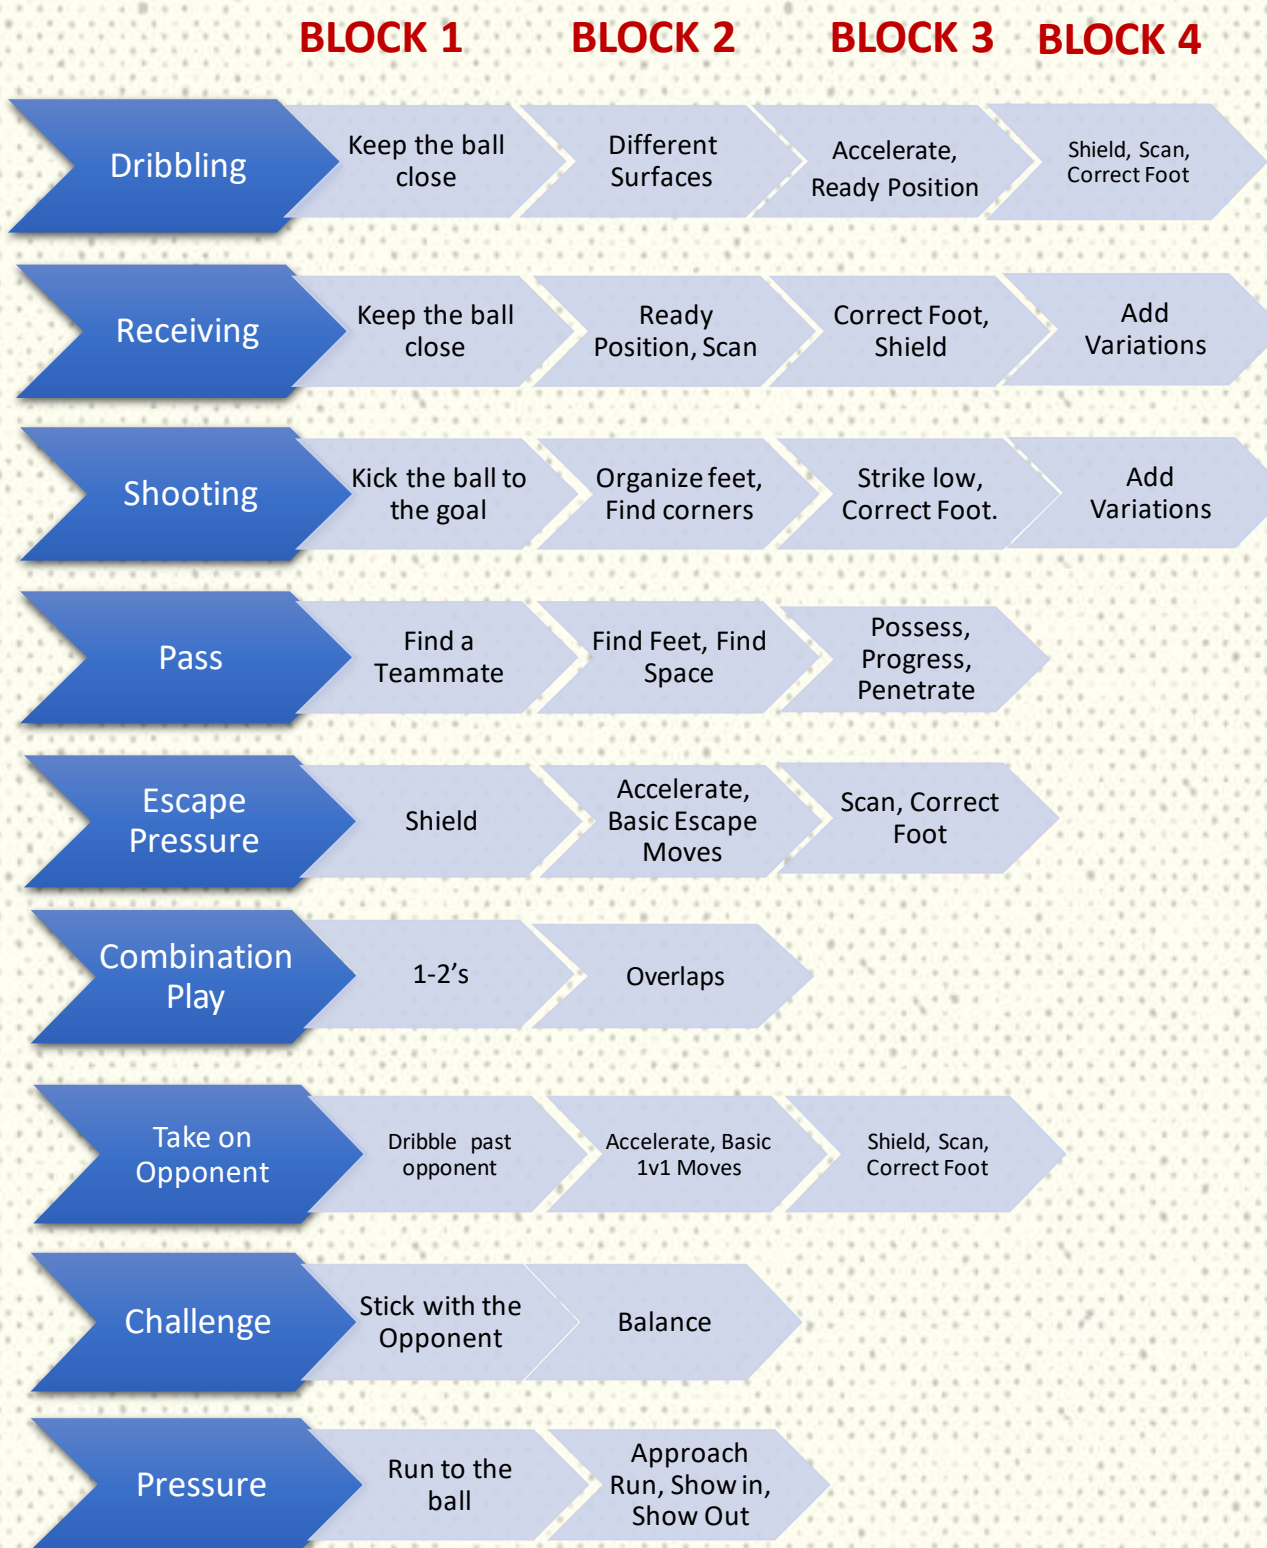 BLOCK 1 BLOCK 2 BLOCK 3 BLOCK 4
Dribbling
Keep the ball
close
Different
Surfaces
Accelerate,
Ready Position
Shield, Scan,
Correct Foot
Receiving
Keep the ball
close
Ready
Position, Scan
Correct Foot,
Shield
Add
Variations
Shooting
Kick the ball to
the goal
Organize feet,
Find corners
Strike low,
Correct Foot.
Add
Variations
Pass
Find a
Teammate
Find Feet, Find
Space
Possess,
Progress,
Penetrate
Escape
Pressure
Shield
Accelerate,
Basic Escape
Moves
Scan, Correct
Foot
Combination
Play
1-2’s
Overlaps
Take on
Opponent
Dribble past
opponent
Accelerate, Basic
1v1 Moves
Shield, Scan,
Correct Foot
Challenge
Stick with the
Opponent
Balance
Pressure
Run to the
ball
Approach
Run, Show in,
Show Out